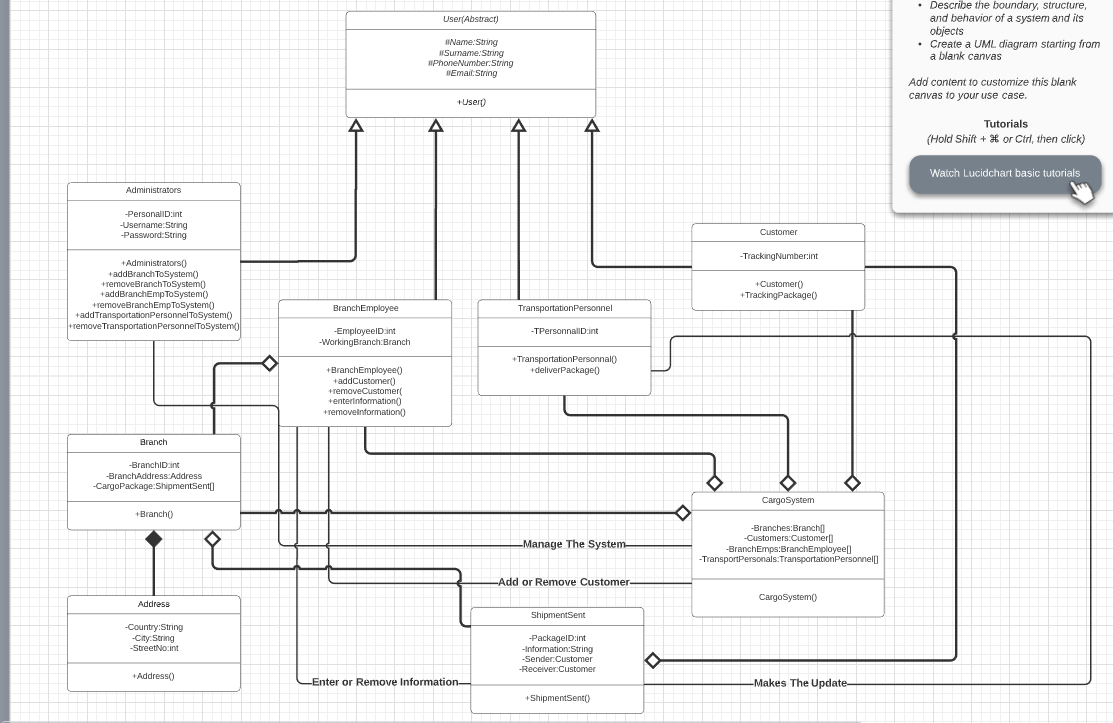 User(Abstract)
#Name:String
#Surname:String
#PhoneNumber:String
#Email:String
+User()
• Describe the boundary, structure,
and behavior of a system and its
objects
• Create a UML diagram starting from
a blank canvas
Add content to customize this blank
canvas to your use case.
Tutorials
(Hold Shift + ⌘ or Ctrl, then click)
Watch Lucidchart basic tutorials
Administrators
-PersonalID:int
-Username:String
-Password:String
+Administrators()
+addBranchToSystem()
+removeBranchToSystem()
+addBranchEmpToSystem()
+removeBranchEmpToSystem()
+addTransportationPersonnelToSystem()
+removeTransportationPersonnelToSystem()
Customer
-TrackingNumber:int
+Customer()
+TrackingPackage()
BranchEmployee
-EmployeeID:int
-WorkingBranch:Branch
+BranchEmployee()
+addCustomer()
+removeCustomer(
+enterInformation()
+removeInformation()
TransportationPersonnel
-TPersonnalID:int
+TransportationPersonnal()
+deliverPackage()
Branch
-BranchID:int
-BranchAddress:Address
-CargoPackage:ShipmentSent[]
+Branch()
CargoSystem
-Branches:Branch[]
-Customers:Customer[]
-BranchEmps:BranchEmployee[]
-TransportPersonals:TransportationPersonnel[]
CargoSystem()
Manage The System
Add or Remove Customer
Address
-Country:String
-City:String
-StreetNo:int
+Address()
ShipmentSent
-PackageID:int
-Information:String
-Sender:Customer
-Receiver:Customer
+ShipmentSent()
Enter or Remove Information
Makes The Update